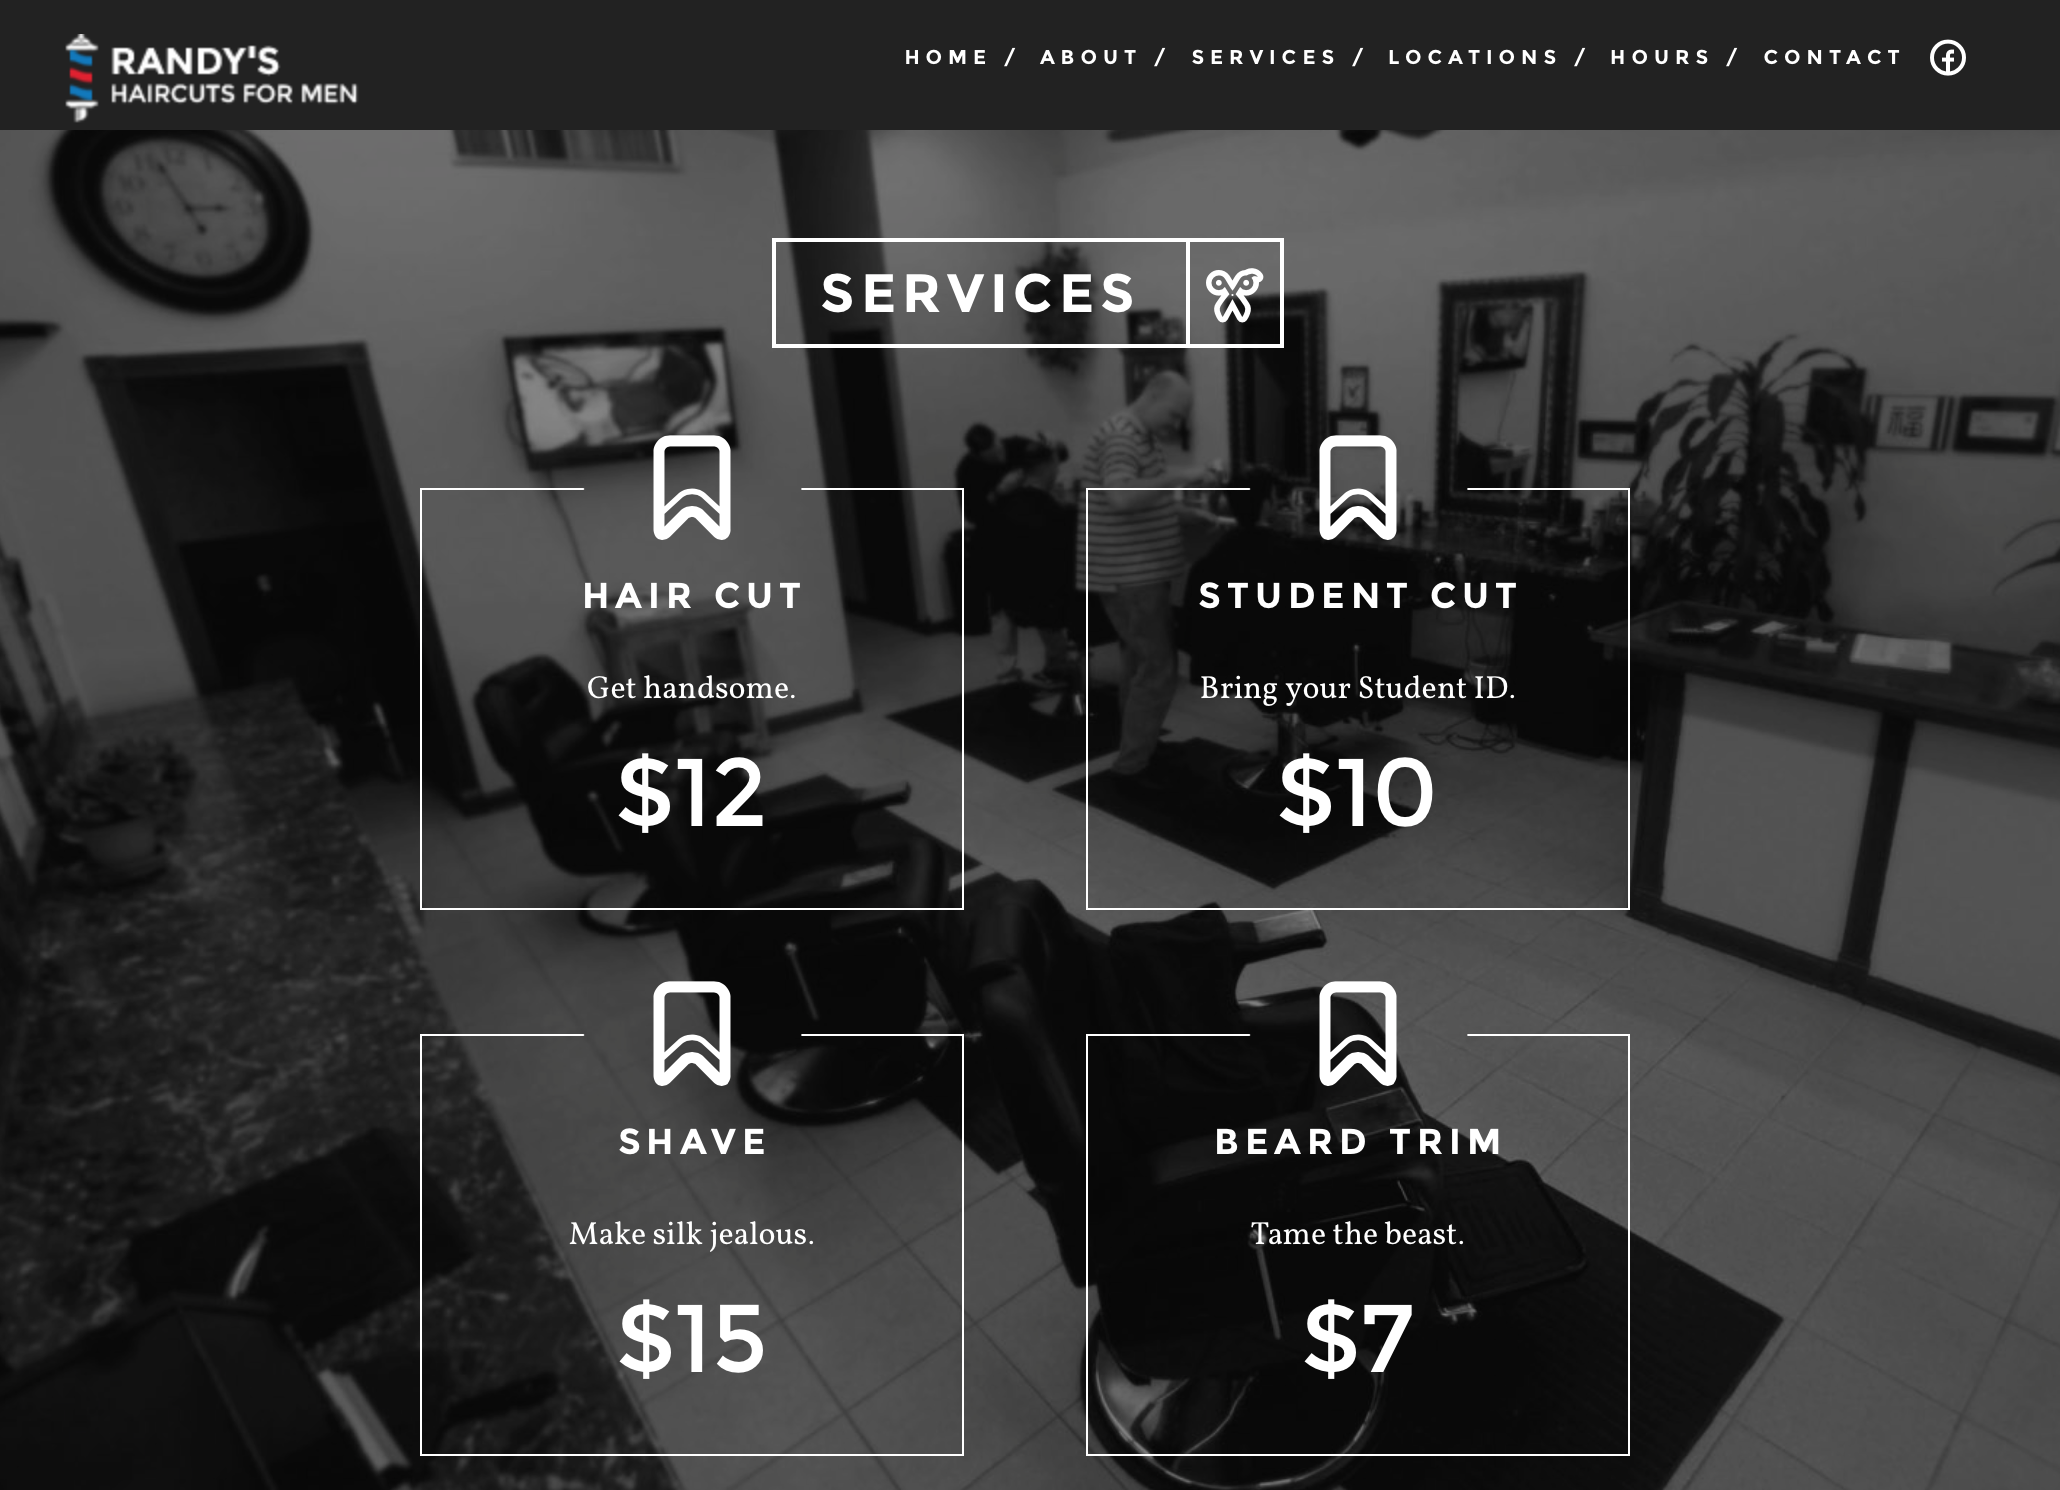 RANDY'S
HAIRCUTS FOR MEN
HOME / ABOUT / SERVICES / LOCATIONS / HOURS / CONTACT
SERVICES
HAIR CUT
Get handsome.
$12
STUDENT CUT
Bring your Student ID.
$10
福
SHAVE
Make silk jealous.
$15
BEARD TRIM
Tame the beast.
$7